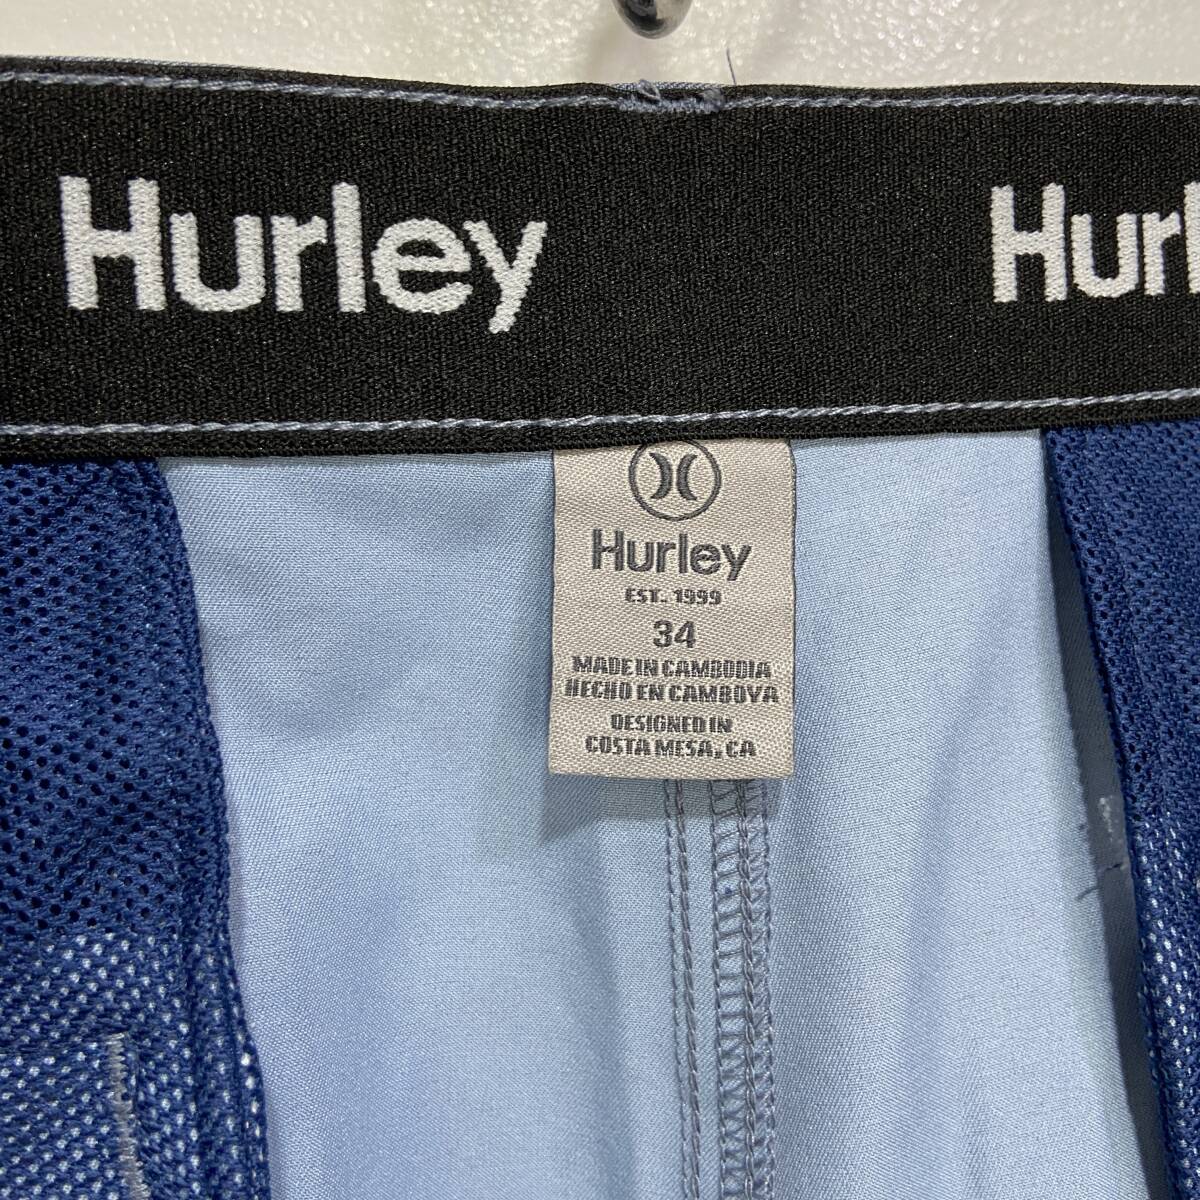 Hurley Hurl
Hurley
EST. 1999
34
MADE IN CAMBODIA
HECHO EN CAMBOYA
DESIGNED IN
COSTA MESA, CA